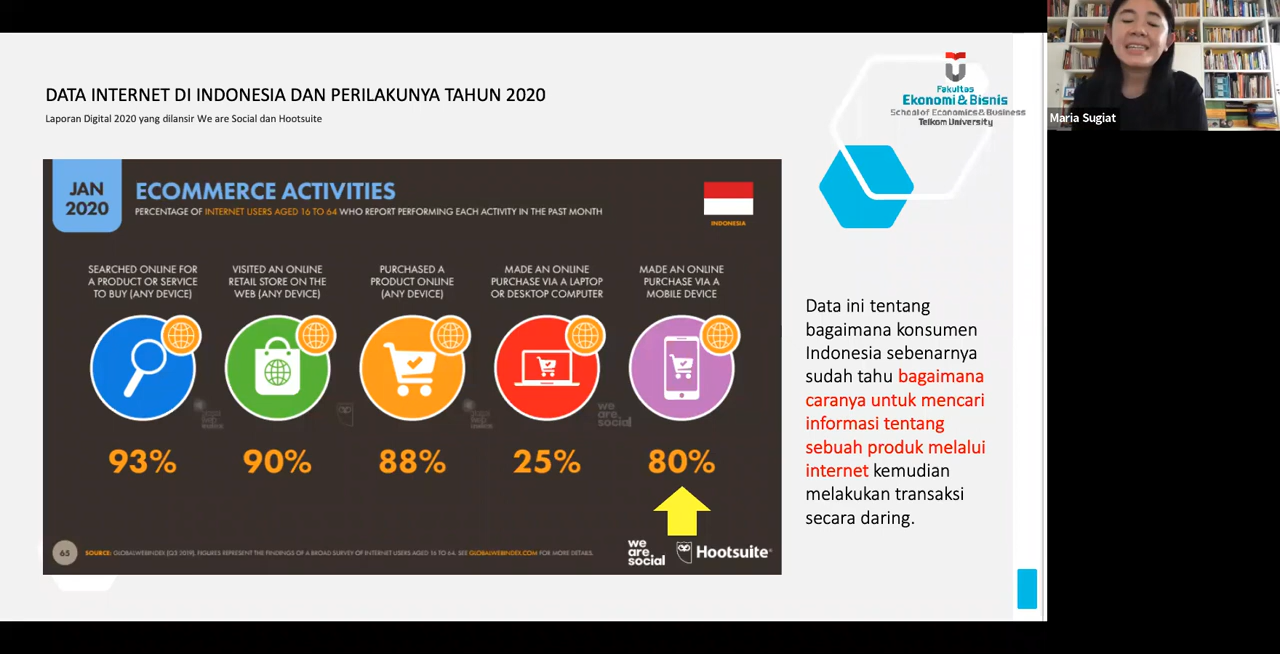 DATA INTERNET DI INDONESIA DAN PERILAKUNYA TAHUN 2020
Laporan Digital 2020 yang dilansir We are Social dan Hootsuite
Fakultas
Ekonomi & Bisnis
School of Economics & Business
Telkom University
Maria Sugiat
JAN
2020
ECOMMERCE ACTIVITIES
PERCENTAGE OF INTERNET USERS AGED 16 TO 64 WHO REPORT PERFORMING EACH ACTIVITY IN THE PAST MONTH
INDONESIA
SEARCHED ONLINE FOR
A PRODUCT OR SERVICE
TO BUY (ANY DEVICE)
VISITED AN ONLINE
RETAIL STORE ON THE
WEB (ANY DEVICE)
PURCHASED A
PRODUCT ONLINE
(ANY DEVICE)
MADE AN ONLINE
PURCHASE VIA A LAPTOP
OR DESKTOP COMPUTER
MADE AN ONLINE
PURCHASE VIA A
MOBILE DEVICE
we
are
social
93%
90%
88%
25%
80%
65
SOURCE: GLOBALWEBINDEX (Q3 2019). FIGURES REPRESENT THE FINDINGS OF A BROAD SURVEY OF INTERNET USERS AGED 16 TO 64. SEE GLOBALWEBINDEX.COM FOR MORE DETAILS.
we
are
social
Hootsuite
Data ini tentang
bagaimana konsumen
Indonesia sebenarnya
sudah tahu bagaimana
caranya untuk mencari
informasi tentang
sebuah produk melalui
internet kemudian
melakukan transaksi
secara daring.